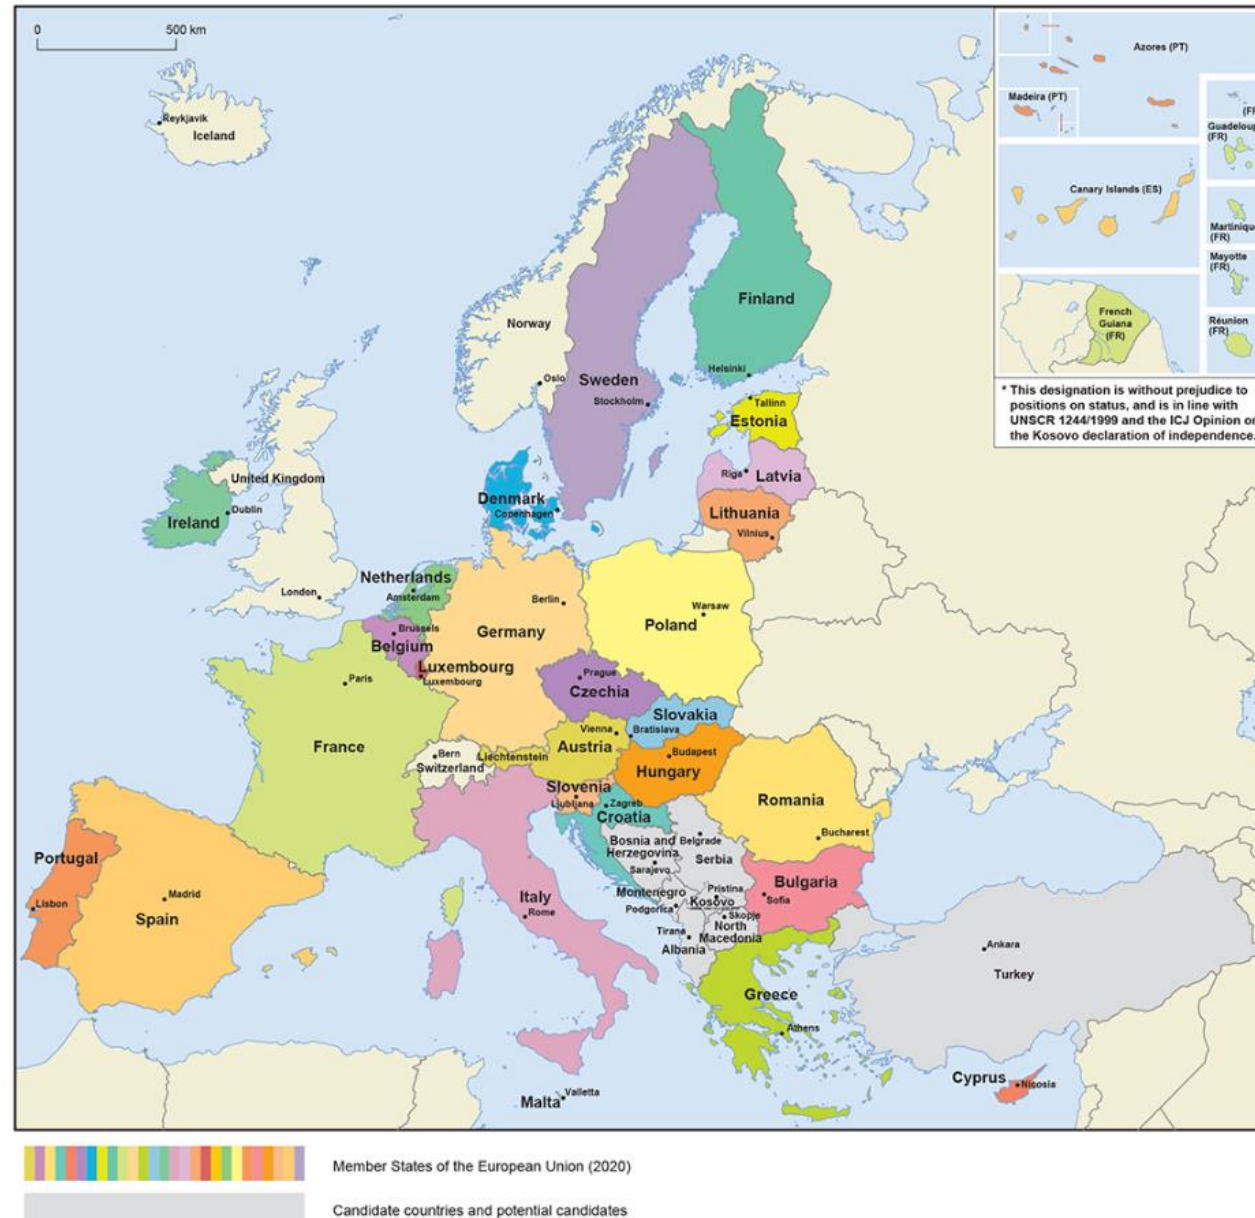 0 500 km
Reykjavik
Iceland
Norway
Oslo
Sweden
Stockholm
Finland
Helsinki
Tallinn
Estonia
Riga
Latvia
Lithuania
Vilnius
Denmark
Copenhagen
United Kingdom
Ireland
Dublin
London
Netherlands
Amsterdam
Brussels
Belgium
Luxembourg
Luxembourg
Berlin
Germany
Warsaw
Poland
Prague
Czechia
Slovakia
Bratislava
Vienna
Austria
Liechtenstein
Bern
Switzerland
Paris
France
Budapest
Hungary
Slovenia
Ljubljana
Zagreb
Croatia
Romania
Bucharest
Bosnia and
Herzegovina
Sarajevo
Belgrade
Serbia
Montenegro
Podgorica
Pristina
Kosovo
Skopje
North
Macedonia
Tirana
Albania
Bulgaria
Sofia
Portugal
Lisbon
Madrid
Spain
Italy
Rome
Greece
Athens
Ankara
Turkey
Cyprus
Nicosia
Malta
Valletta
Azores (PT)
Madeira (PT)
(FR
Guadeloup
(FR)
Canary Islands (ES)
Martinique
(FR)
Mayotte
(FR)
French
Guiana
(FR)
Réunion
(FR)
* This designation is without prejudice to
positions on status, and is in line with
UNSCR 1244/1999 and the ICJ Opinion on
the Kosovo declaration of independence.
Member States of the European Union (2020)
Candidate countries and potential candidates